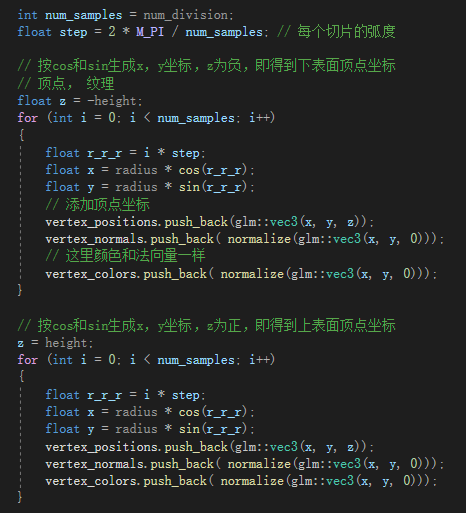 int num_samples = num_division;
float step = 2 * M_PI / num_samples; // 每个切片的弧度
// 按cos和sin生成x，y坐标，z为负，即得到下表面顶点坐标
// 顶点， 纹理
float z = -height;
for (int i = 0; i < num_samples; i++)
{
float r_r_r = i * step;
float x = radius * cos(r_r_r);
float y = radius * sin(r_r_r);
// 添加顶点坐标
vertex_positions.push_back(glm::vec3(x, y, z));
vertex_normals.push_back( normalize(glm::vec3(x, y, 0)));
// 这里颜色和法向量一样
vertex_colors.push_back( normalize(glm::vec3(x, y, 0)));
}
// 按cos和sin生成x，y坐标，z为正，即得到上表面顶点坐标
z = height;
for (int i = 0; i < num_samples; i++)
{
float r_r_r = i * step;
float x = radius * cos(r_r_r);
float y = radius * sin(r_r_r);
vertex_positions.push_back(glm::vec3(x, y, z));
vertex_normals.push_back( normalize(glm::vec3(x, y, 0)));
vertex_colors.push_back( normalize(glm::vec3(x, y, 0)));
}